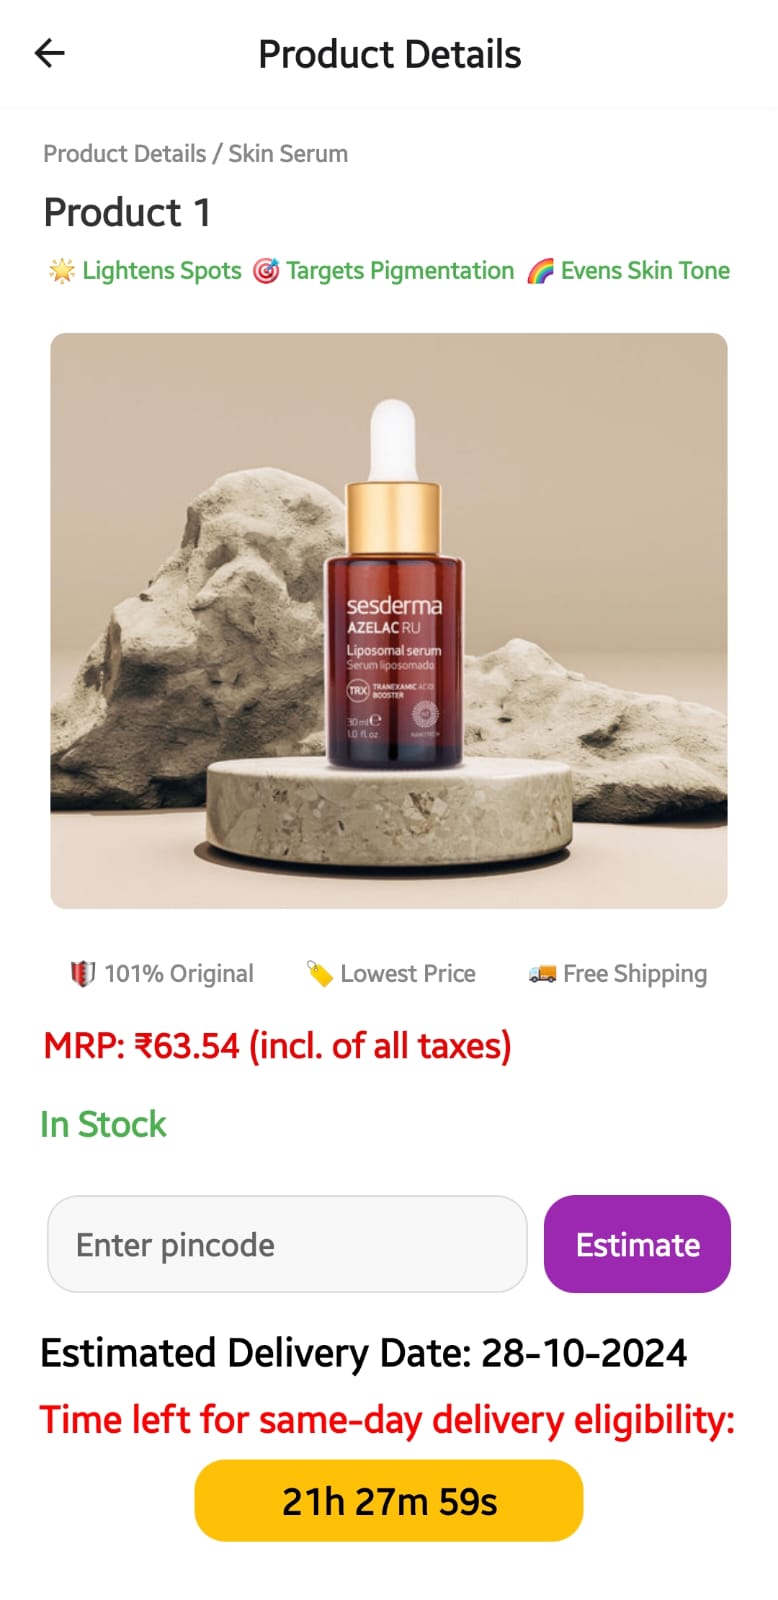 Product Details
Product Details / Skin Serum
Product 1
🌟 Lightens Spots 🎯 Targets Pigmentation 🌈 Evens Skin Tone
sesderma
AZELAC RU
Liposomal serum
Serum liposomado
TRX TRANEXAMIC ACID
BOOSTER
30 ml e
1.0 fl.oz
NANOTECH
101% Original 🏷️ Lowest Price 🚚 Free Shipping
MRP: ₹63.54 (incl. of all taxes)
In Stock
Enter pincode Estimate
Estimated Delivery Date: 28-10-2024
Time left for same-day delivery eligibility:
21h 27m 59s